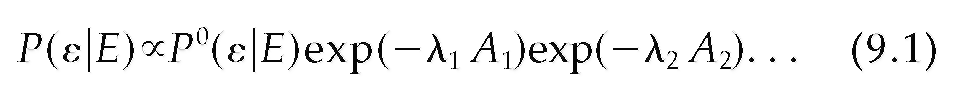 P(ε|E)∝P⁰(ε|E)exp(−λ₁ A₁)exp(−λ₂ A₂). . . (9.1)